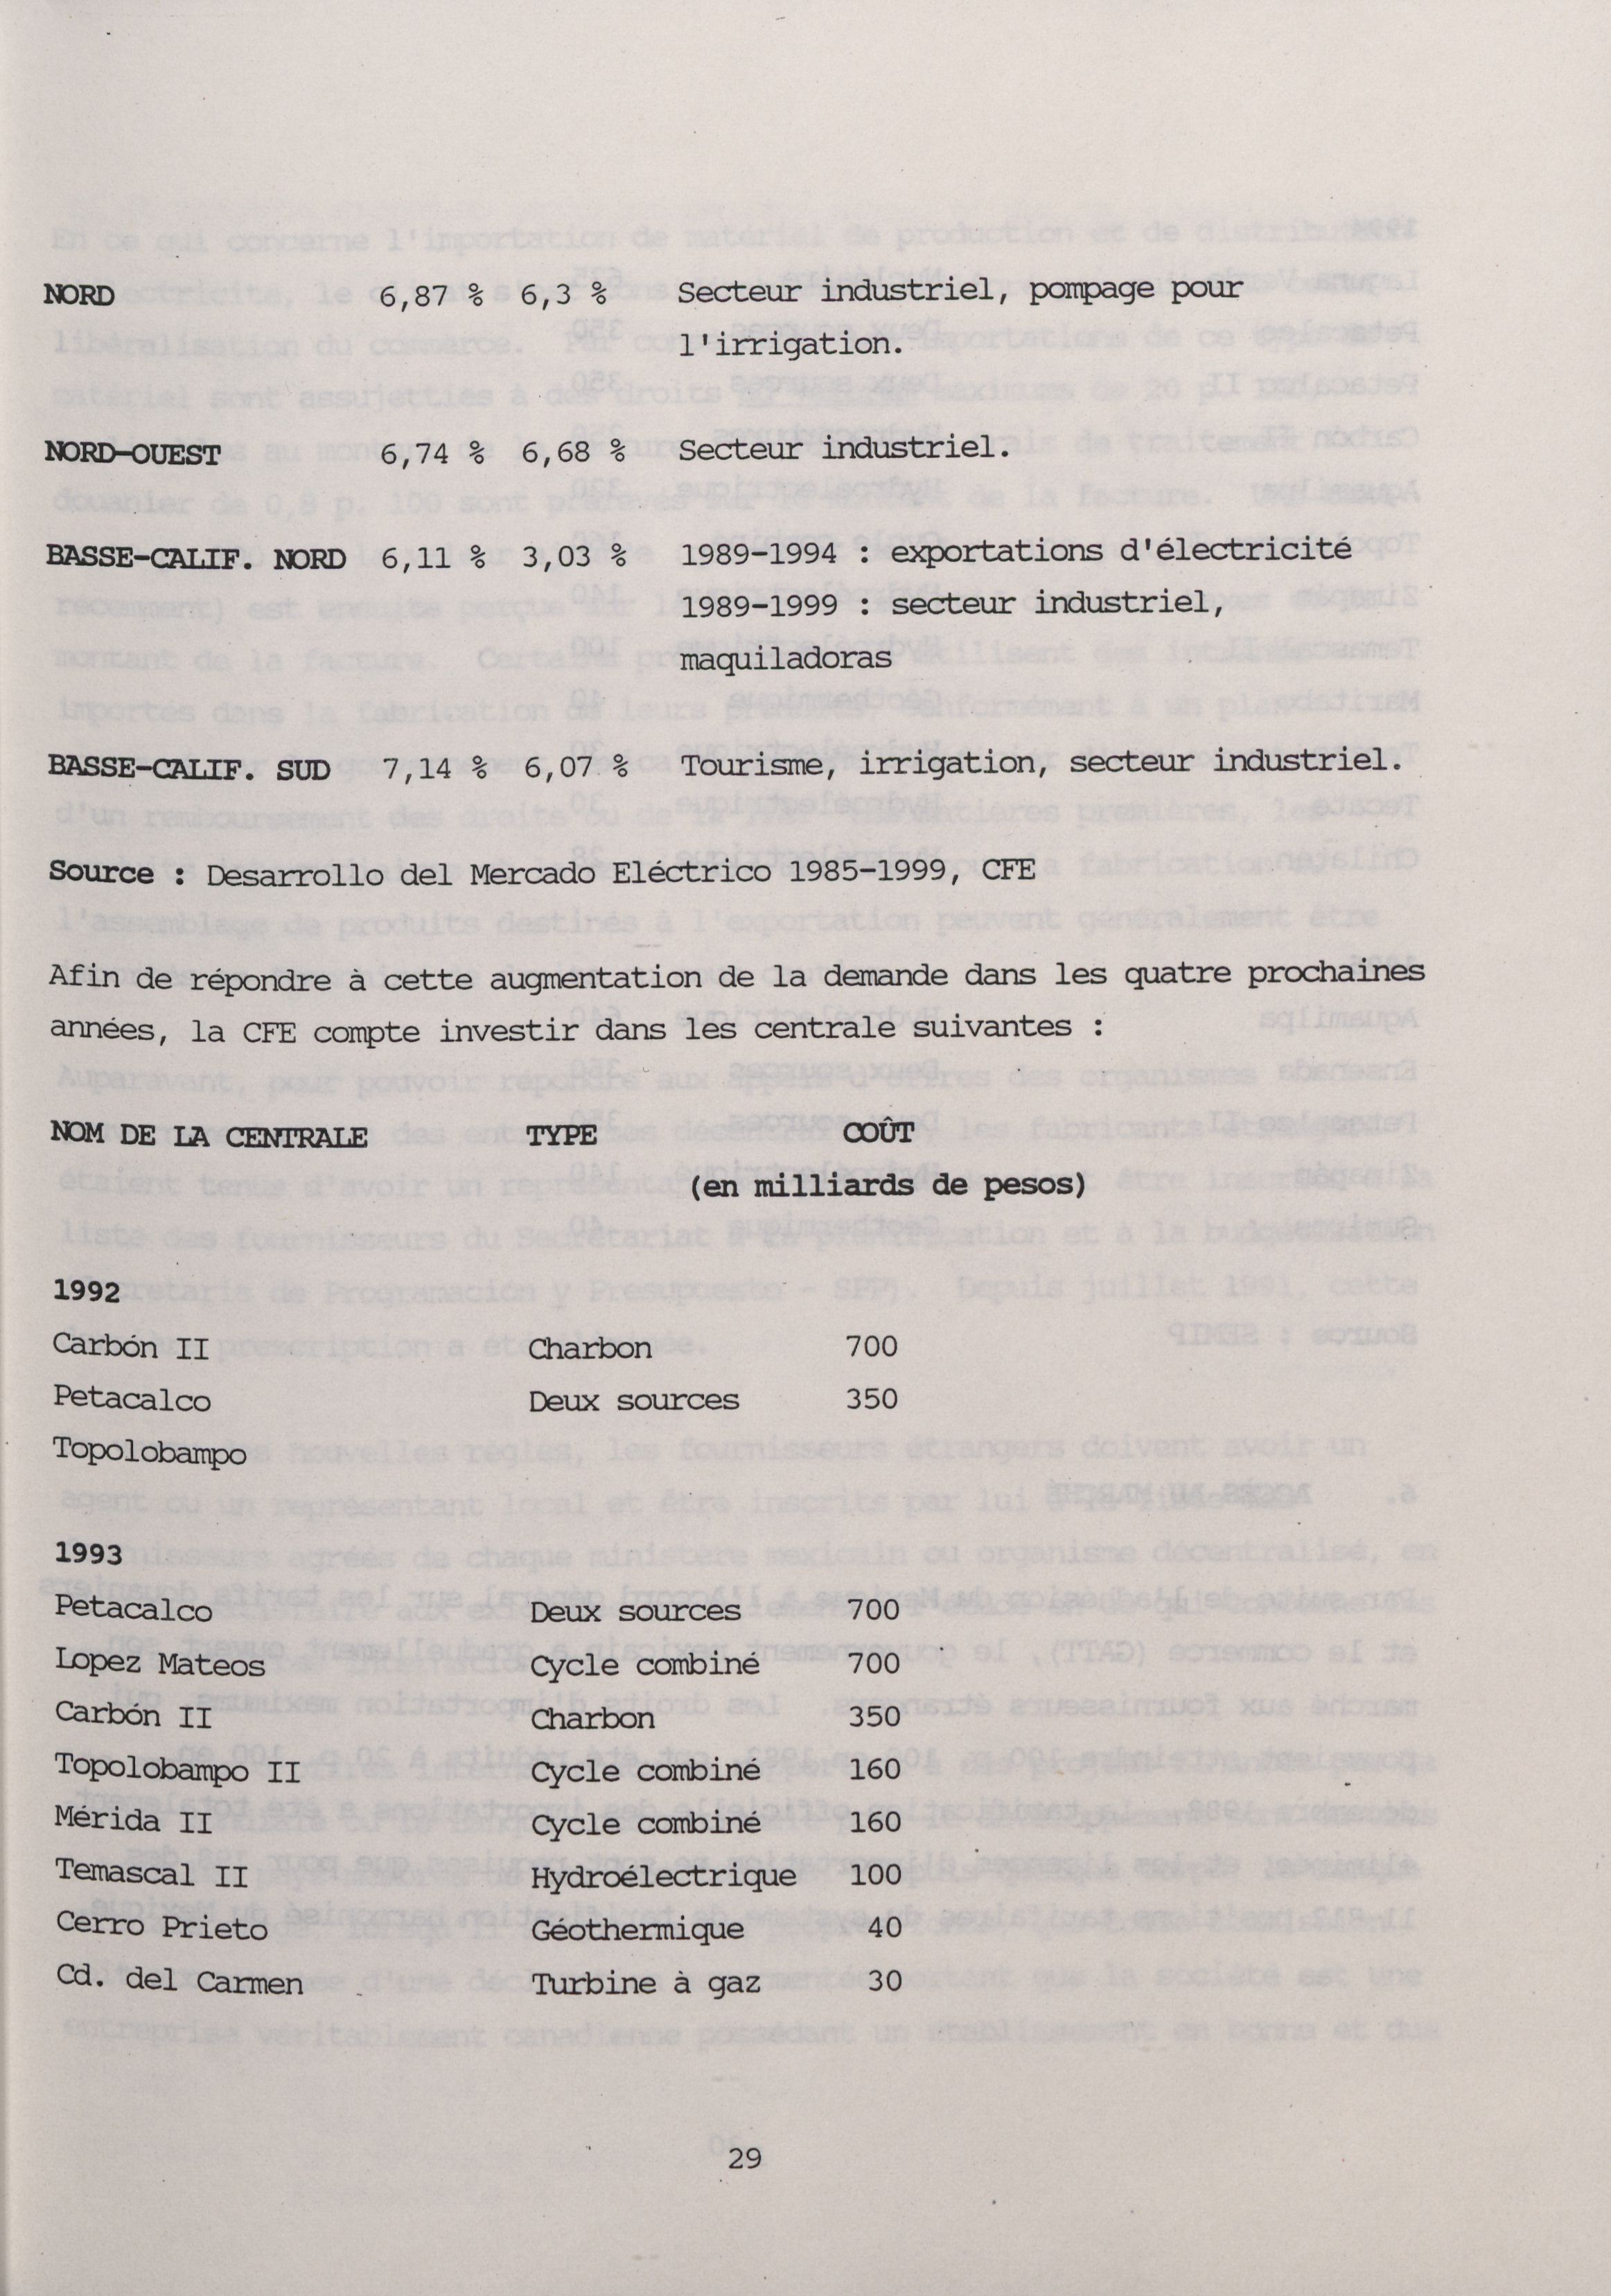 NORD 6,87 % 6,3 % Secteur industriel, pompage pour
l'irrigation.
NORD-OUEST 6,74 % 6,68 % Secteur industriel.
BASSE-CALIF. NORD 6,11 % 3,03 % 1989-1994 : exportations d'électricité
1989-1999 : secteur industriel,
maquiladoras
BASSE-CALIF. SUD 7,14 % 6,07 % Tourisme, irrigation, secteur industriel.
Source : Desarrollo del Mercado Eléctrico 1985-1999, CFE
Afin de répondre à cette augmentation de la demande dans les quatre prochaines
années, la CFE compte investir dans les centrale suivantes :
NOM DE LA CENTRALE TYPE COÛT
(en milliards de pesos)
1992
Carbón II Charbon 700
Petacalco Deux sources 350
Topolobampo
1993
Petacalco Deux sources 700
Lopez Mateos Cycle combiné 700
Carbón II Charbon 350
Topolobampo II Cycle combiné 160
Mérida II Cycle combiné 160
Temascal II Hydroélectrique 100
Cerro Prieto Géothermique 40
Cd. del Carmen Turbine à gaz 30
29